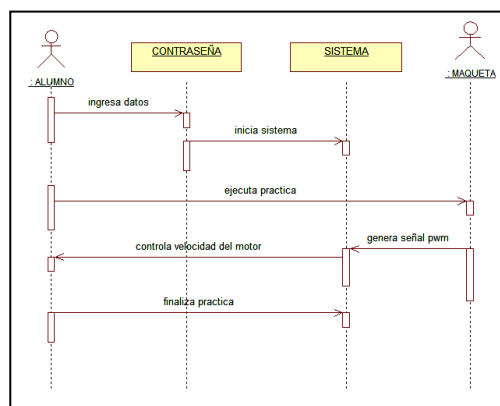 CONTRASEÑA
SISTEMA
: ALUMNO
: MAQUETA
ingresa datos
inicia sistema
ejecuta practica
genera señal pwm
controla velocidad del motor
finaliza practica